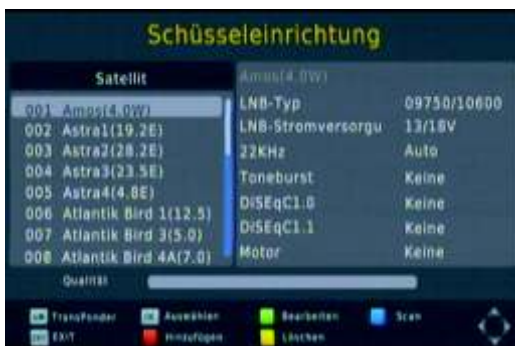 Schüsseleinrichtung
Satellit
001 Amos(4.0W)
002 Astra1(19.2E)
003 Astra2(28.2E)
004 Astra3(23.5E)
005 Astra4(4.8E)
006 Atlantik Bird 1(12.5)
007 Atlantik Bird 3(5.0)
008 Atlantik Bird 4A(7.0)
Amos(4.0W)
LNB-Typ 09750/10600
LNB-Stromversorgu 13/18V
22KHz Auto
Toneburst Keine
DiSEqC1.0 Keine
DiSEqC1.1 Keine
Motor Keine
Qualität
Transponder Auswählen Bearbeiten Scan
EXIT Hinzufügen Löschen